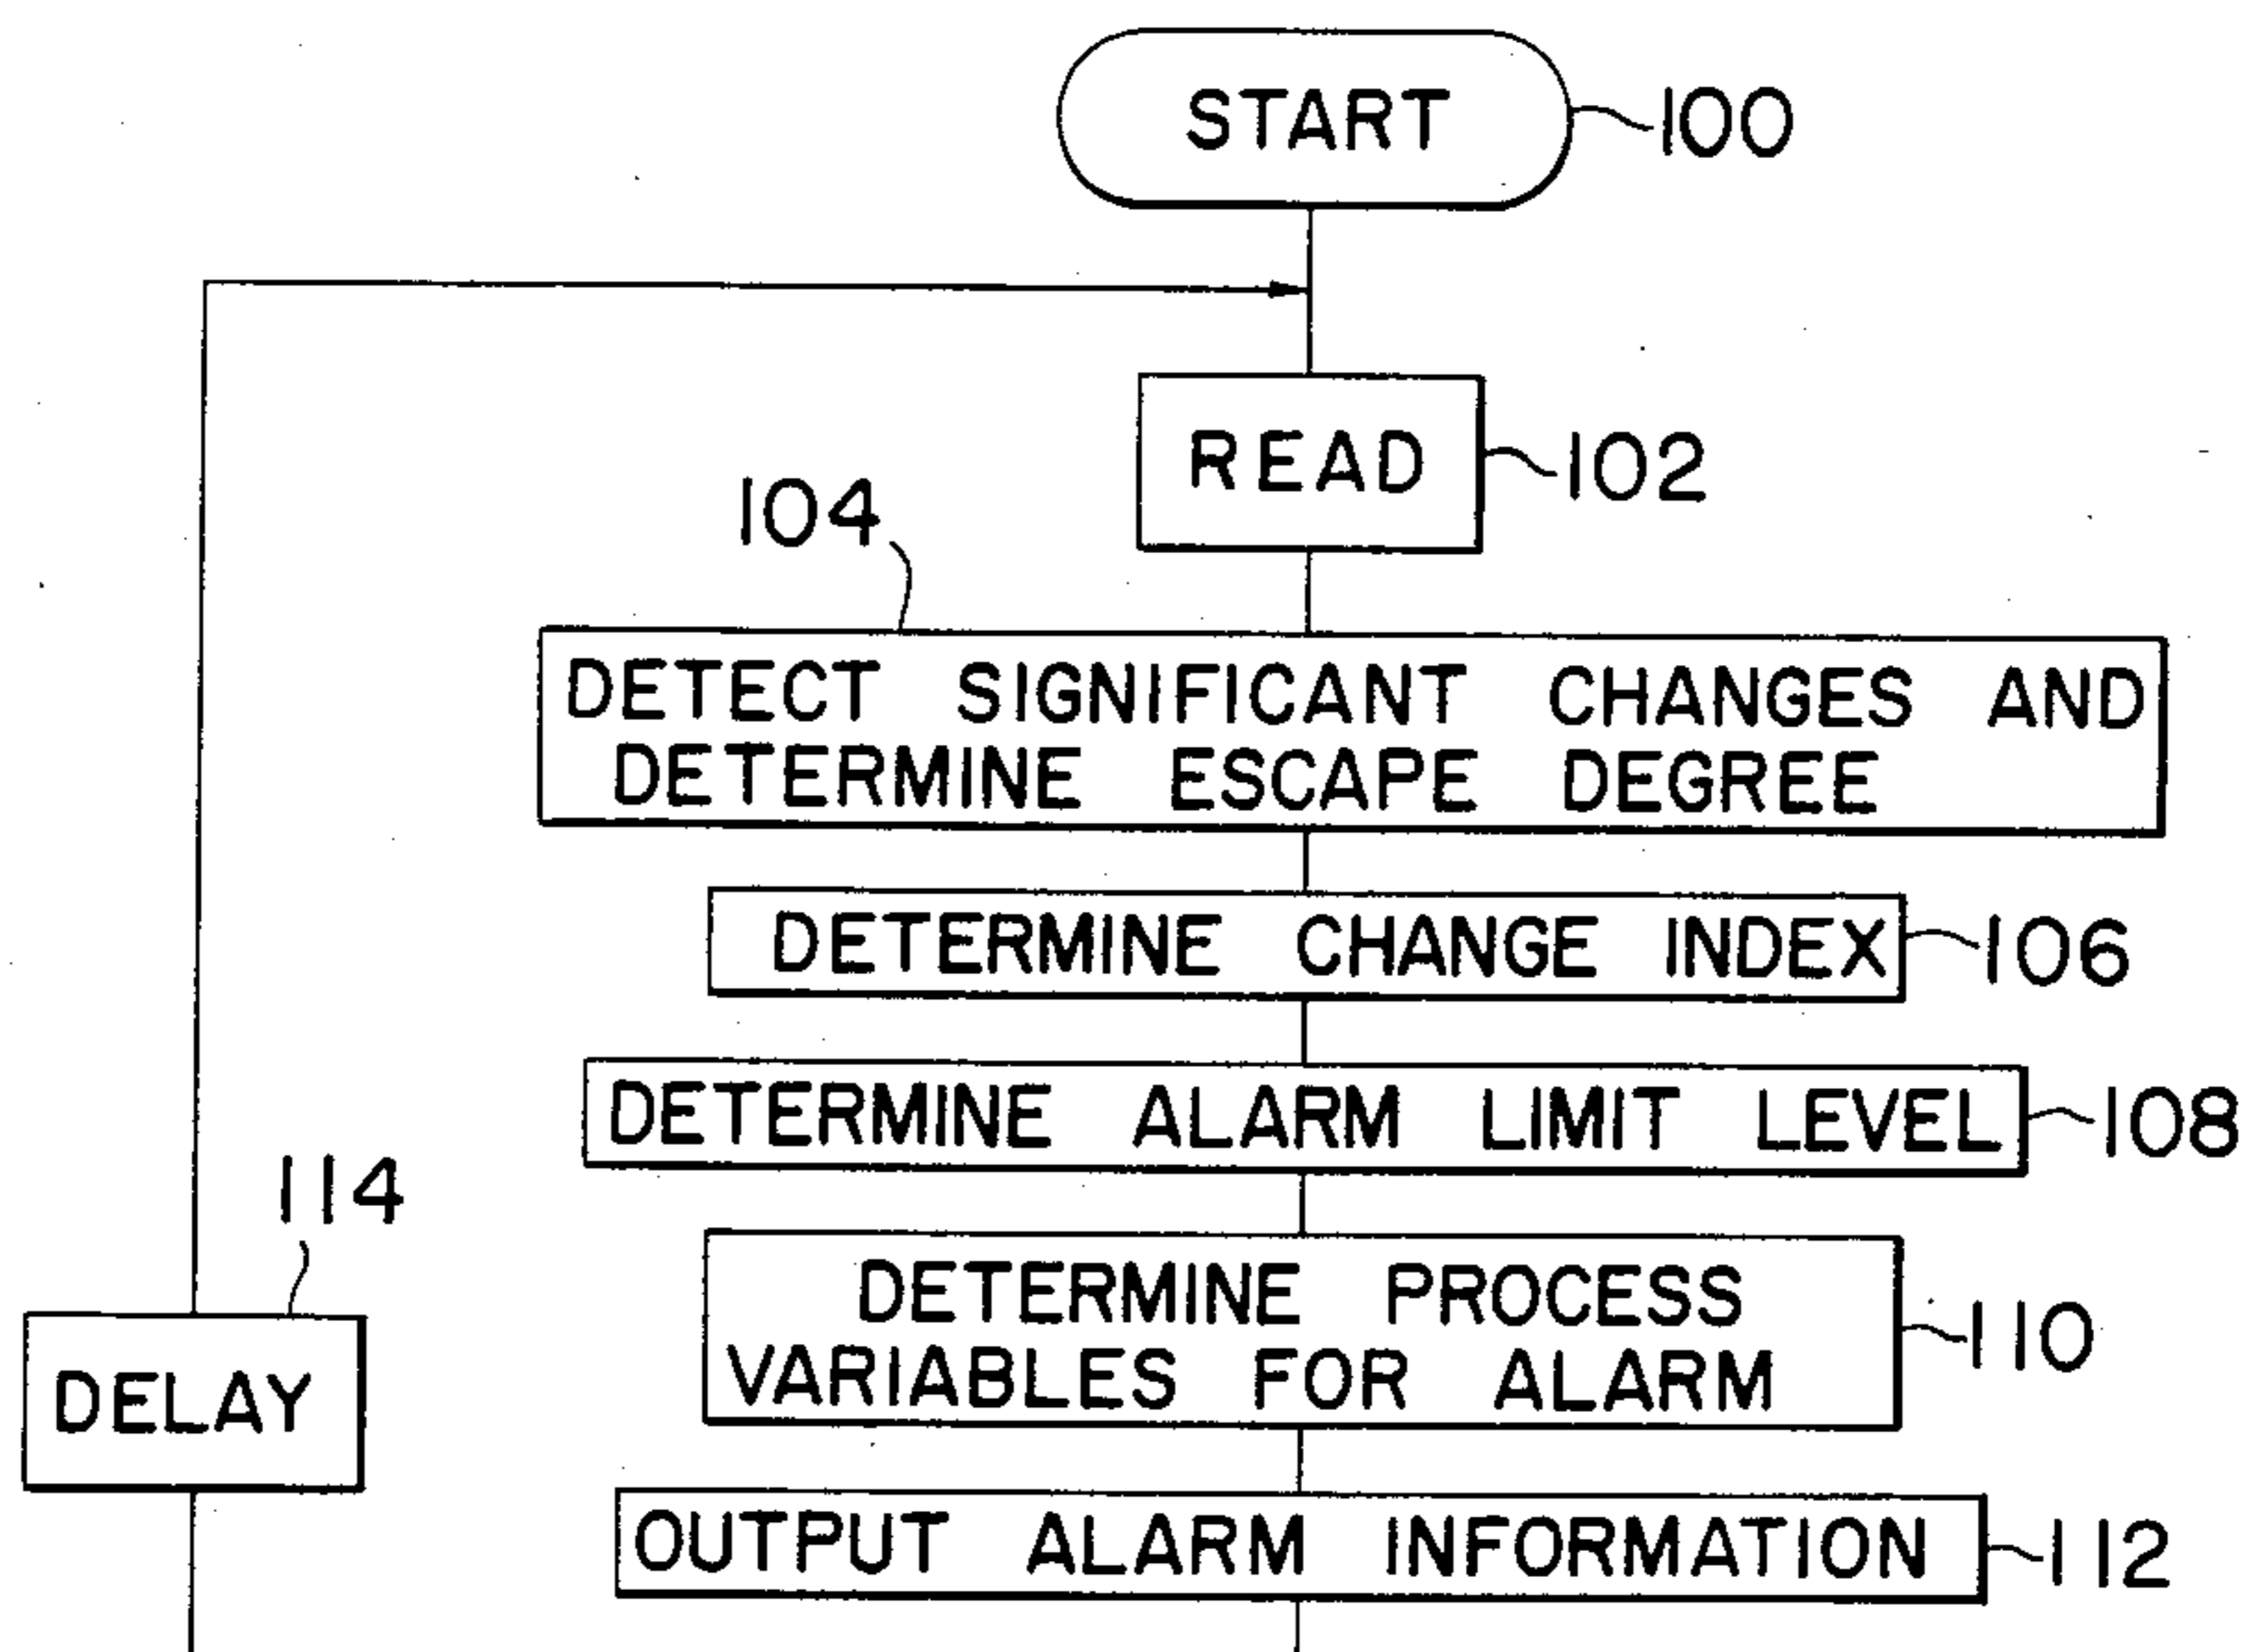 START
100
READ
102
104
DETECT SIGNIFICANT CHANGES AND
DETERMINE ESCAPE DEGREE
DETERMINE CHANGE INDEX
106
DETERMINE ALARM LIMIT LEVEL
108
114
DETERMINE PROCESS
VARIABLES FOR ALARM
110
DELAY
OUTPUT ALARM INFORMATION
112